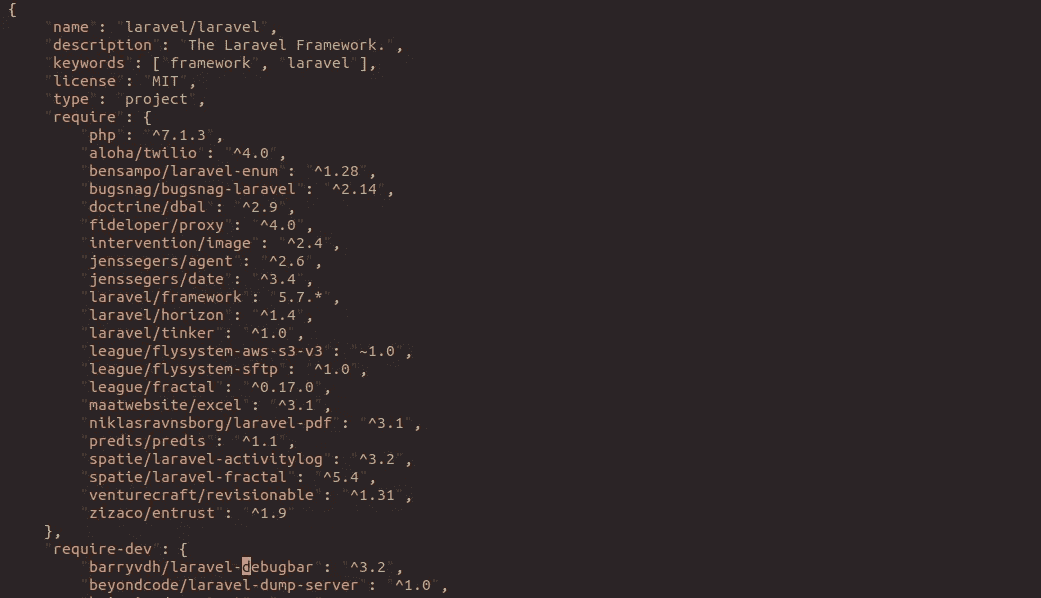 {
    "name": "laravel/laravel",
    "description": "The Laravel Framework.",
    "keywords": ["framework", "laravel"],
    "license": "MIT",
    "type": "project",
    "require": {
        "php": "^7.1.3",
        "aloha/twilio": "^4.0",
        "bensampo/laravel-enum": "^1.28",
        "bugsnag/bugsnag-laravel": "^2.14",
        "doctrine/dbal": "^2.9",
        "fideloper/proxy": "^4.0",
        "intervention/image": "^2.4",
        "jenssegers/agent": "^2.6",
        "jenssegers/date": "^3.4",
        "laravel/framework": "5.7.*",
        "laravel/horizon": "^1.4",
        "laravel/tinker": "^1.0",
        "league/flysystem-aws-s3-v3": "~1.0",
        "league/flysystem-sftp": "^1.0",
        "league/fractal": "^0.17.0",
        "maatwebsite/excel": "^3.1",
        "niklasravnsborg/laravel-pdf": "^3.1",
        "predis/predis": "^1.1",
        "spatie/laravel-activitylog": "^3.2",
        "spatie/laravel-fractal": "^5.4",
        "venturecraft/revisionable": "^1.31",
        "zizaco/entrust": "^1.9"
    },
    "require-dev": {
        "barryvdh/laravel-debugbar": "^3.2",
        "beyondcode/laravel-dump-server": "^1.0",